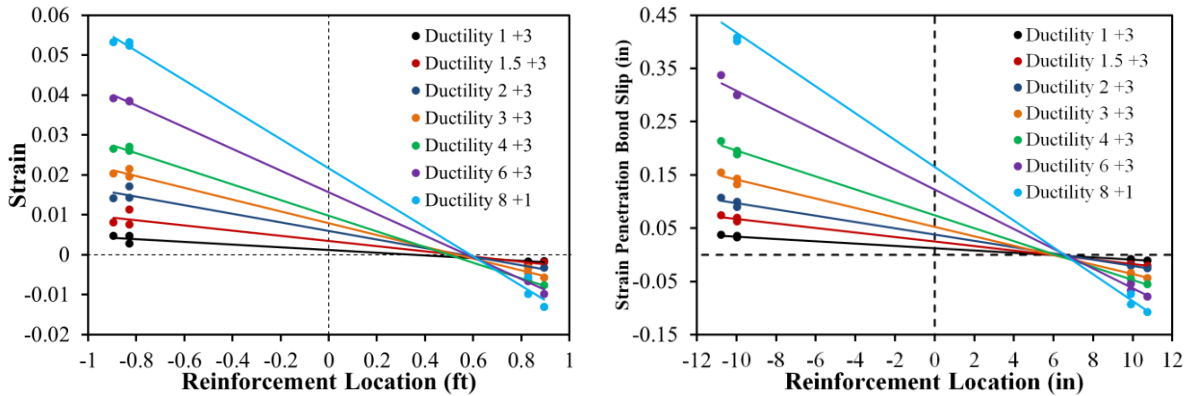 0.06
0.05
0.04
0.03
0.02
0.01
0
-0.01
-0.02
Strain
-1 -0.8 -0.6 -0.4 -0.2 0 0.2 0.4 0.6 0.8 1
Reinforcement Location (ft)
Ductility 1 +3
Ductility 1.5 +3
Ductility 2 +3
Ductility 3 +3
Ductility 4 +3
Ductility 6 +3
Ductility 8 +1
0.45
0.35
0.25
0.15
0.05
-0.05
-0.15
Strain Penetration Bond Slip (in)
-12 -10 -8 -6 -4 -2 0 2 4 6 8 10 12
Reinforcement Location (in)
Ductility 1 +3
Ductility 1.5 +3
Ductility 2 +3
Ductility 3 +3
Ductility 4 +3
Ductility 6 +3
Ductility 8 +1